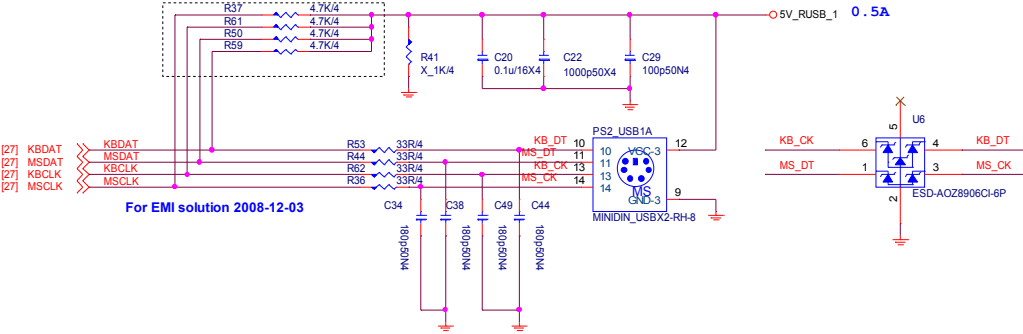 R37 4.7K/4
R61 4.7K/4
R50 4.7K/4
R59 4.7K/4
5V_RUSB_1 0.5A
R41
X_1K/4
C20
0.1u/16X4
C22
1000p50X4
C29
100p50N4
U6
[27] KBDAT KBDAT
[27] MSDAT MSDAT
[27] KBCLK KBCLK
[27] MSCLK MSCLK
R53 33R/4
R44 33R/4
R62 33R/4
R36 33R/4
KB_DT 10
MS_DT 11
KB_CK 13
MS_CK 14
PS2_USB1A
10
11
13
14
VCC-3 12
MS
GND-3 9
MINIDIN_USBX2-RH-8
For EMI solution 2008-12-03
C34
180p50N4
C38
180p50N4
C49
180p50N4
C44
180p50N4
5
KB_CK 6
4 KB_DT
MS_DT 1
3 MS_CK
2
ESD-AOZ8906CI-6P